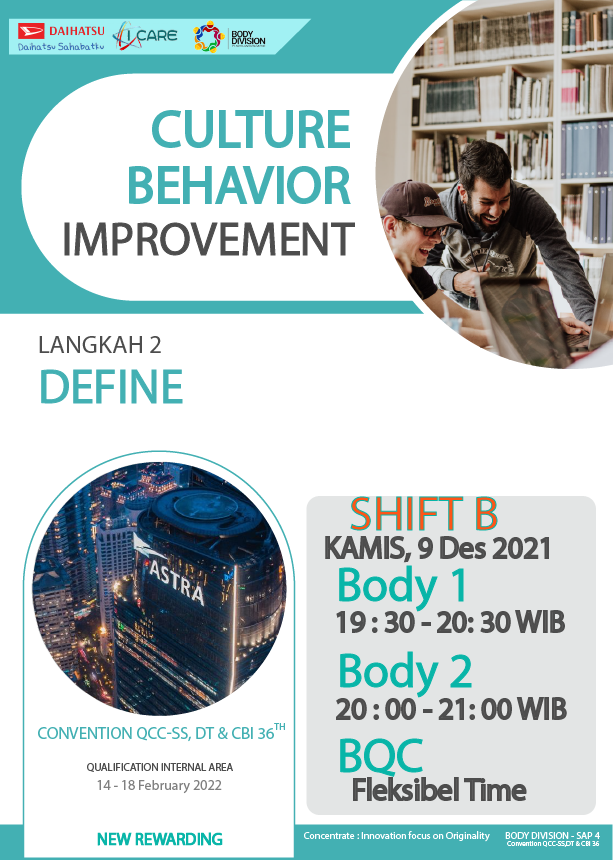 DAIHATSU
Daihatsu Sahabatku
I CARE
BODY
DIVISION
CULTURE
BEHAVIOR
IMPROVEMENT
LANGKAH 2
DEFINE
ASTRA
CONVENTION QCC-SS, DT & CBI 36TH
QUALIFICATION INTERNAL AREA
14 - 18 February 2022
NEW REWARDING
SHIFT B
KAMIS, 9 Des 2021
Body 1
19 : 30 - 20: 30 WIB
Body 2
20 : 00 - 21: 00 WIB
BQC
Fleksibel Time
Concentrate : Innovation focus on Originality
BODY DIVISION - SAP 4
Convention QCC-SS,DT & CBI 36